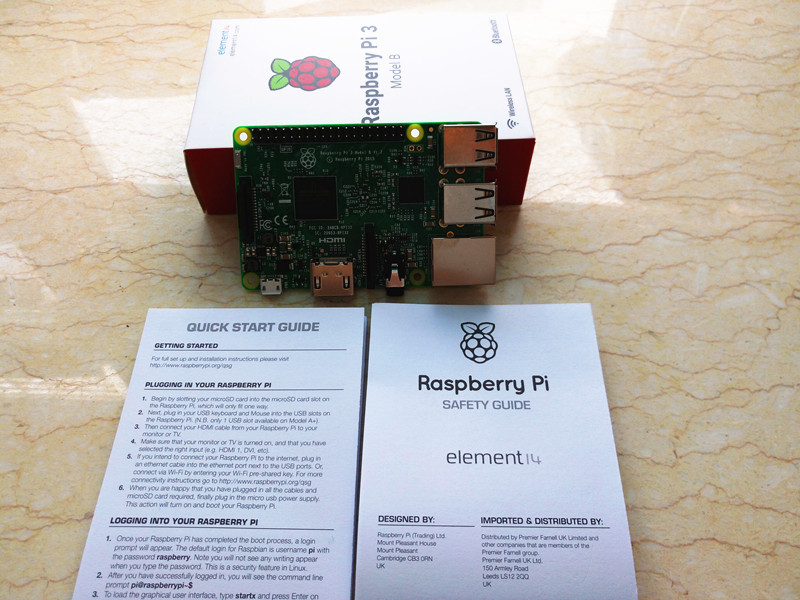 element14
Raspberry Pi 3
Model B
Bluetooth
Wireless LAN
Raspberry Pi 3 Model B V1.2
© Raspberry Pi 2015
HDMI
QUICK START GUIDE
GETTING STARTED
For full set up and installation instructions please visit
http://www.raspberrypi.org/qsg
PLUGGING IN YOUR RASPBERRY PI
1. Begin by slotting your microSD card into the microSD card slot on
the Raspberry Pi, which will only fit one way.
2. Next, plug in your USB keyboard and Mouse into the USB slots on
the Raspberry Pi. (N.B. only 1 USB slot available on Model A+).
3. Then connect your HDMI cable from your Raspberry Pi to your
monitor or TV.
4. Make sure that your monitor or TV is turned on, and that you have
selected the right input (e.g. HDMI 1, DVI, etc).
5. If you intend to connect your Raspberry Pi to the internet, plug in
an ethernet cable into the ethernet port next to the USB ports. Or,
connect via Wi-Fi by entering your Wi-Fi pre-shared key. For more
connectivity instructions go to http://www.raspberrypi.org/qsg
6. When you are happy that you have plugged in all the cables and
microSD card required, finally plug in the micro usb power supply.
This action will turn on and boot your Raspberry Pi.
LOGGING INTO YOUR RASPBERRY PI
1. Once your Raspberry Pi has completed the boot process, a login
prompt will appear. The default login for Raspbian is username pi with
the password raspberry. Note you will not see any writing appear
when you type the password. This is a security feature in Linux.
2. After you have successfully logged in, you will see the command line
prompt pi@raspberrypi~$
3. To load the graphical user interface, type startx and press Enter on
Raspberry Pi
SAFETY GUIDE
element14
DESIGNED BY:
Raspberry Pi (Trading) Ltd.
Mount Pleasant House
Mount Pleasant
Cambridge CB3 0RN
UK
IMPORTED & DISTRIBUTED BY:
Distributed by Premier Farnell UK Limited and
other companies that are members of the
Premier Farnell group.
Premier Farnell UK Ltd.
150 Armley Road
Leeds LS12 2QQ
UK